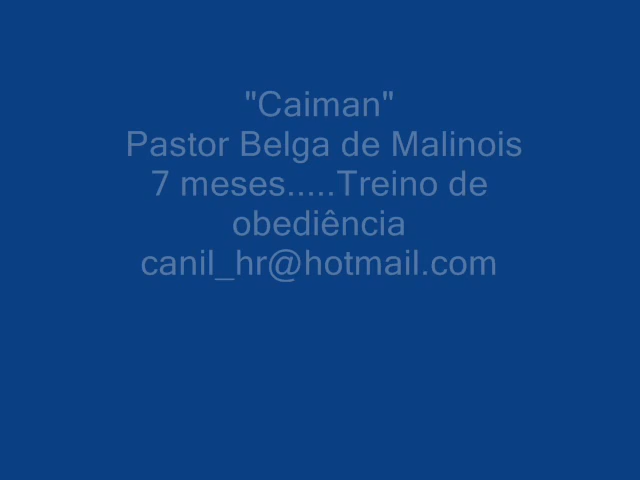 "Caiman"
Pastor Belga de Malinois
7 meses.....Treino de
obediência
canil_hr@hotmail.com